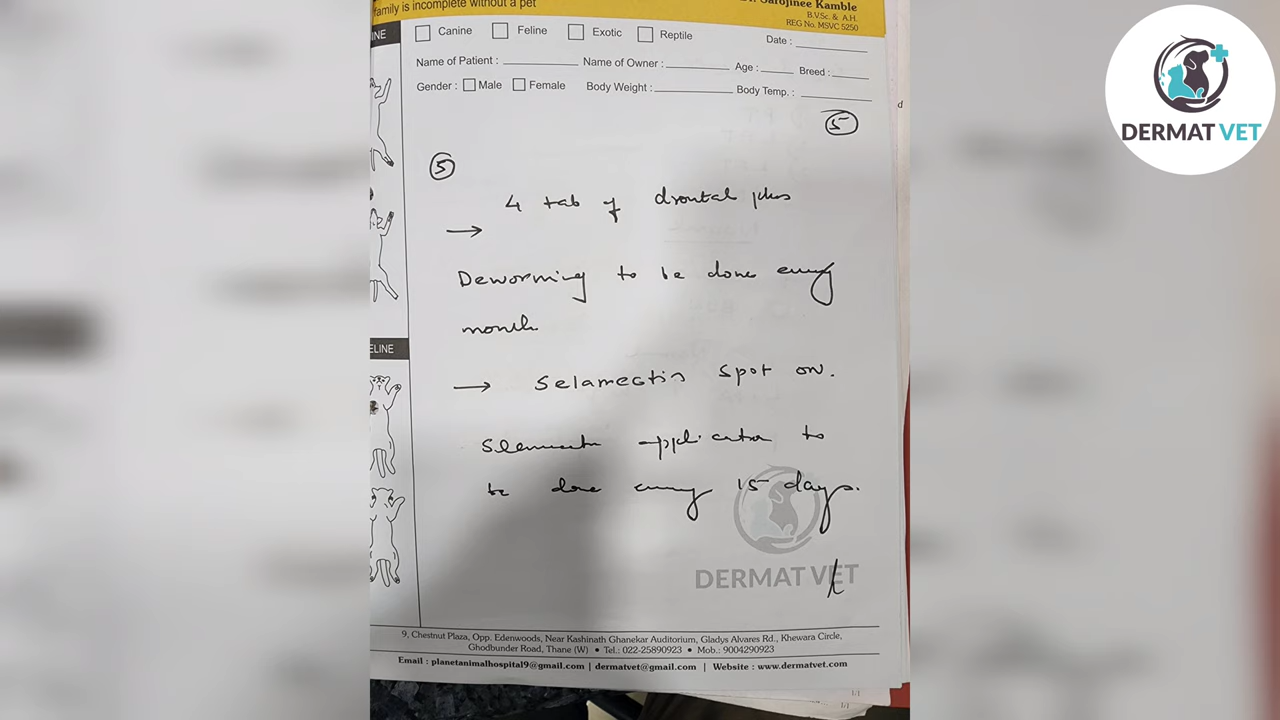 family is incomplete without a pet
Sarojinee Kamble
B.V.Sc. & A.H.
REG No. MSVC 5250
INE
Canine Feline Exotic Reptile Date :
Name of Patient : Name of Owner : Age : Breed :
Gender : Male Female Body Weight : Body Temp. :
5
5
4 tab of drontal plus
→
Deworming to be done every
month
→ Selamectin spot on.
Selamectin application to
be done every 15 days.
DERMAT VET
ELINE
9, Chestnut Plaza, Opp. Edenwoods, Near Kashinath Ghanekar Auditorium, Gladys Alvares Rd., Khewara Circle,
Ghodbunder Road, Thane (W) • Tel.: 022-25890923 • Mob.: 9004290923
Email : planetanimalhospital9@gmail.com | dermatvet@gmail.com | Website : www.dermatvet.com
DERMAT VET